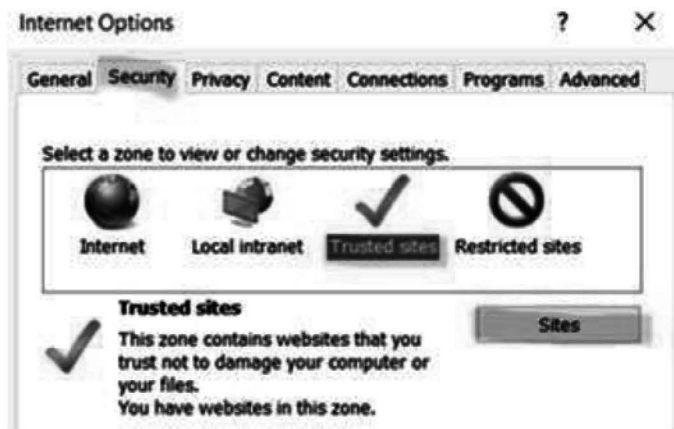 Internet Options ? X
General Security Privacy Content Connections Programs Advanced
Select a zone to view or change security settings.
Internet Local intranet Trusted sites Restricted sites
Trusted sites
Sites
This zone contains websites that you
trust not to damage your computer or
your files.
You have websites in this zone.